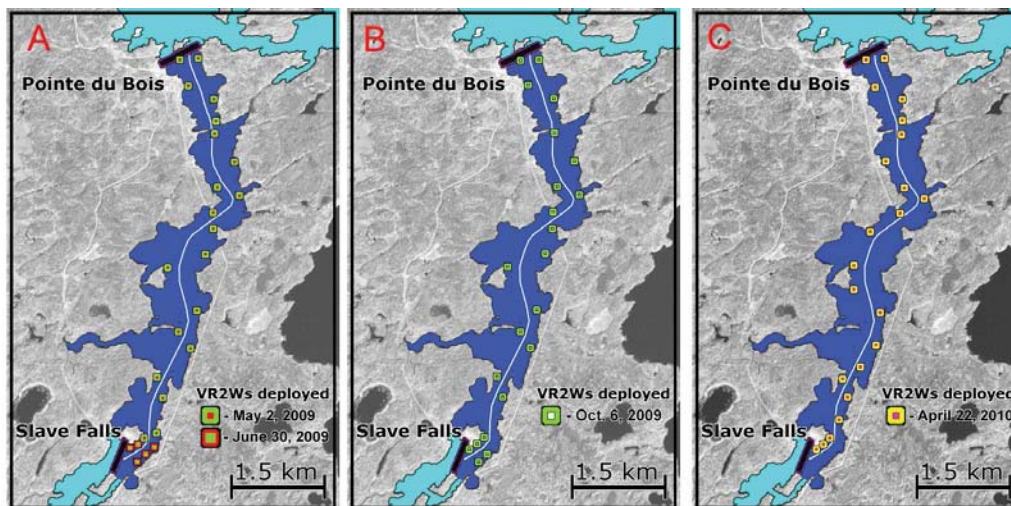 A
Pointe du Bois
VR2Ws deployed
- May 2, 2009
- June 30, 2009
Slave Falls
1.5 km
B
Pointe du Bois
VR2Ws deployed
- Oct. 6, 2009
Slave Falls
1.5 km
C
Pointe du Bois
VR2Ws deployed
- April 22, 2010
Slave Falls
1.5 km